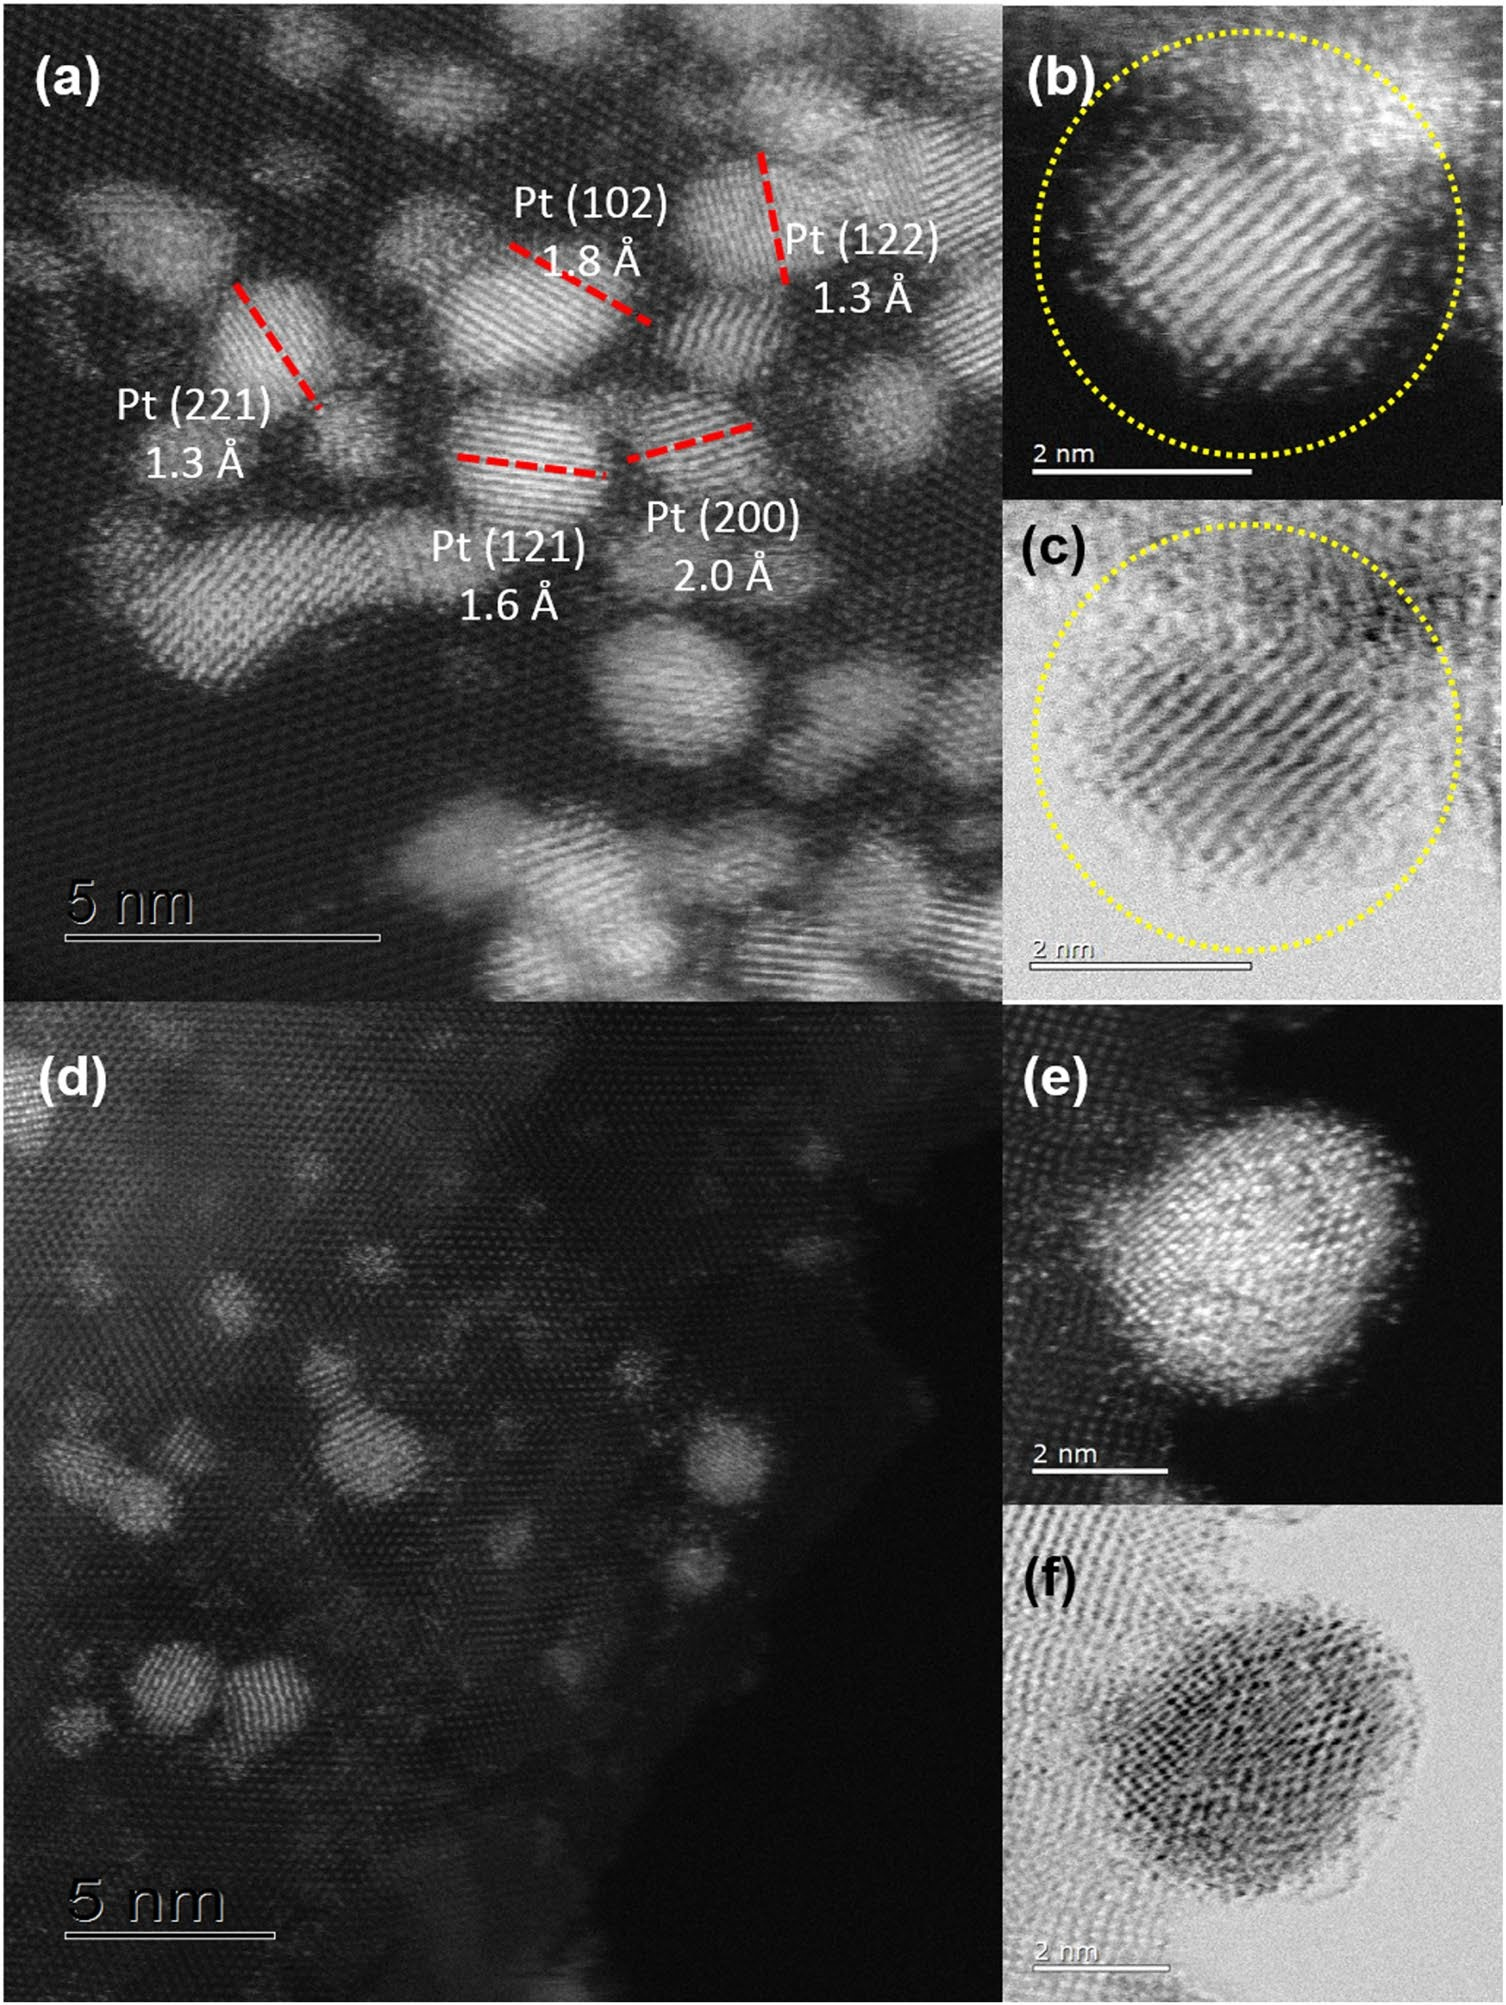 (a)
Pt (102)
1.8 Å
Pt (122)
1.3 Å
Pt (221)
1.3 Å
Pt (121)
1.6 Å
Pt (200)
2.0 Å
5 nm
(b)
2 nm
(c)
2 nm
(d)
5 nm
(e)
2 nm
(f)
2 nm